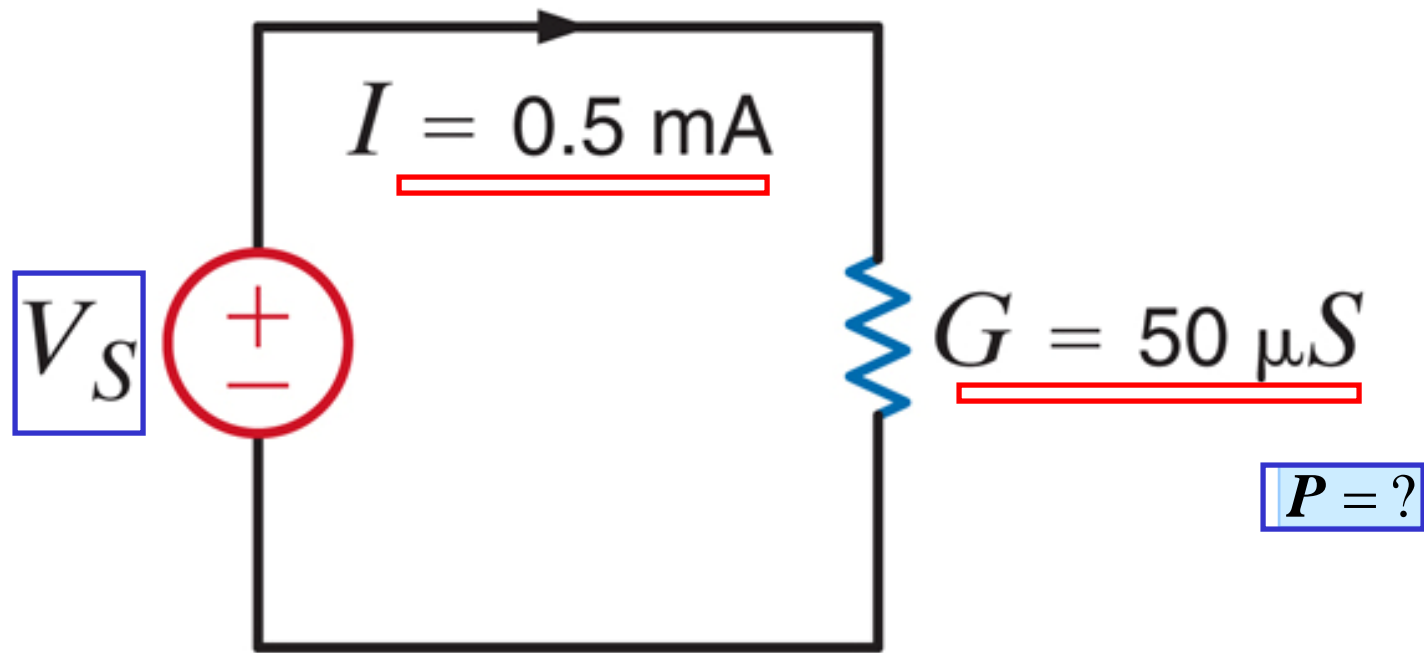 I = 0.5 mA
V_S
+
−
G = 50 μS
P = ?